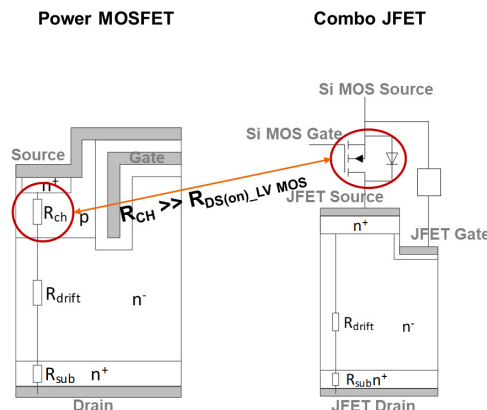 Power MOSFET
Combo JFET
Si MOS Source
Si MOS Gate
Source
Gate
n+
Rch
p
RCH >> RDS(on)_LV MOS
JFET Source
n+
JFET Gate
Rdrift
n-
Rdrift
n-
Rsub n+
Rsub n+
Drain
JFET Drain